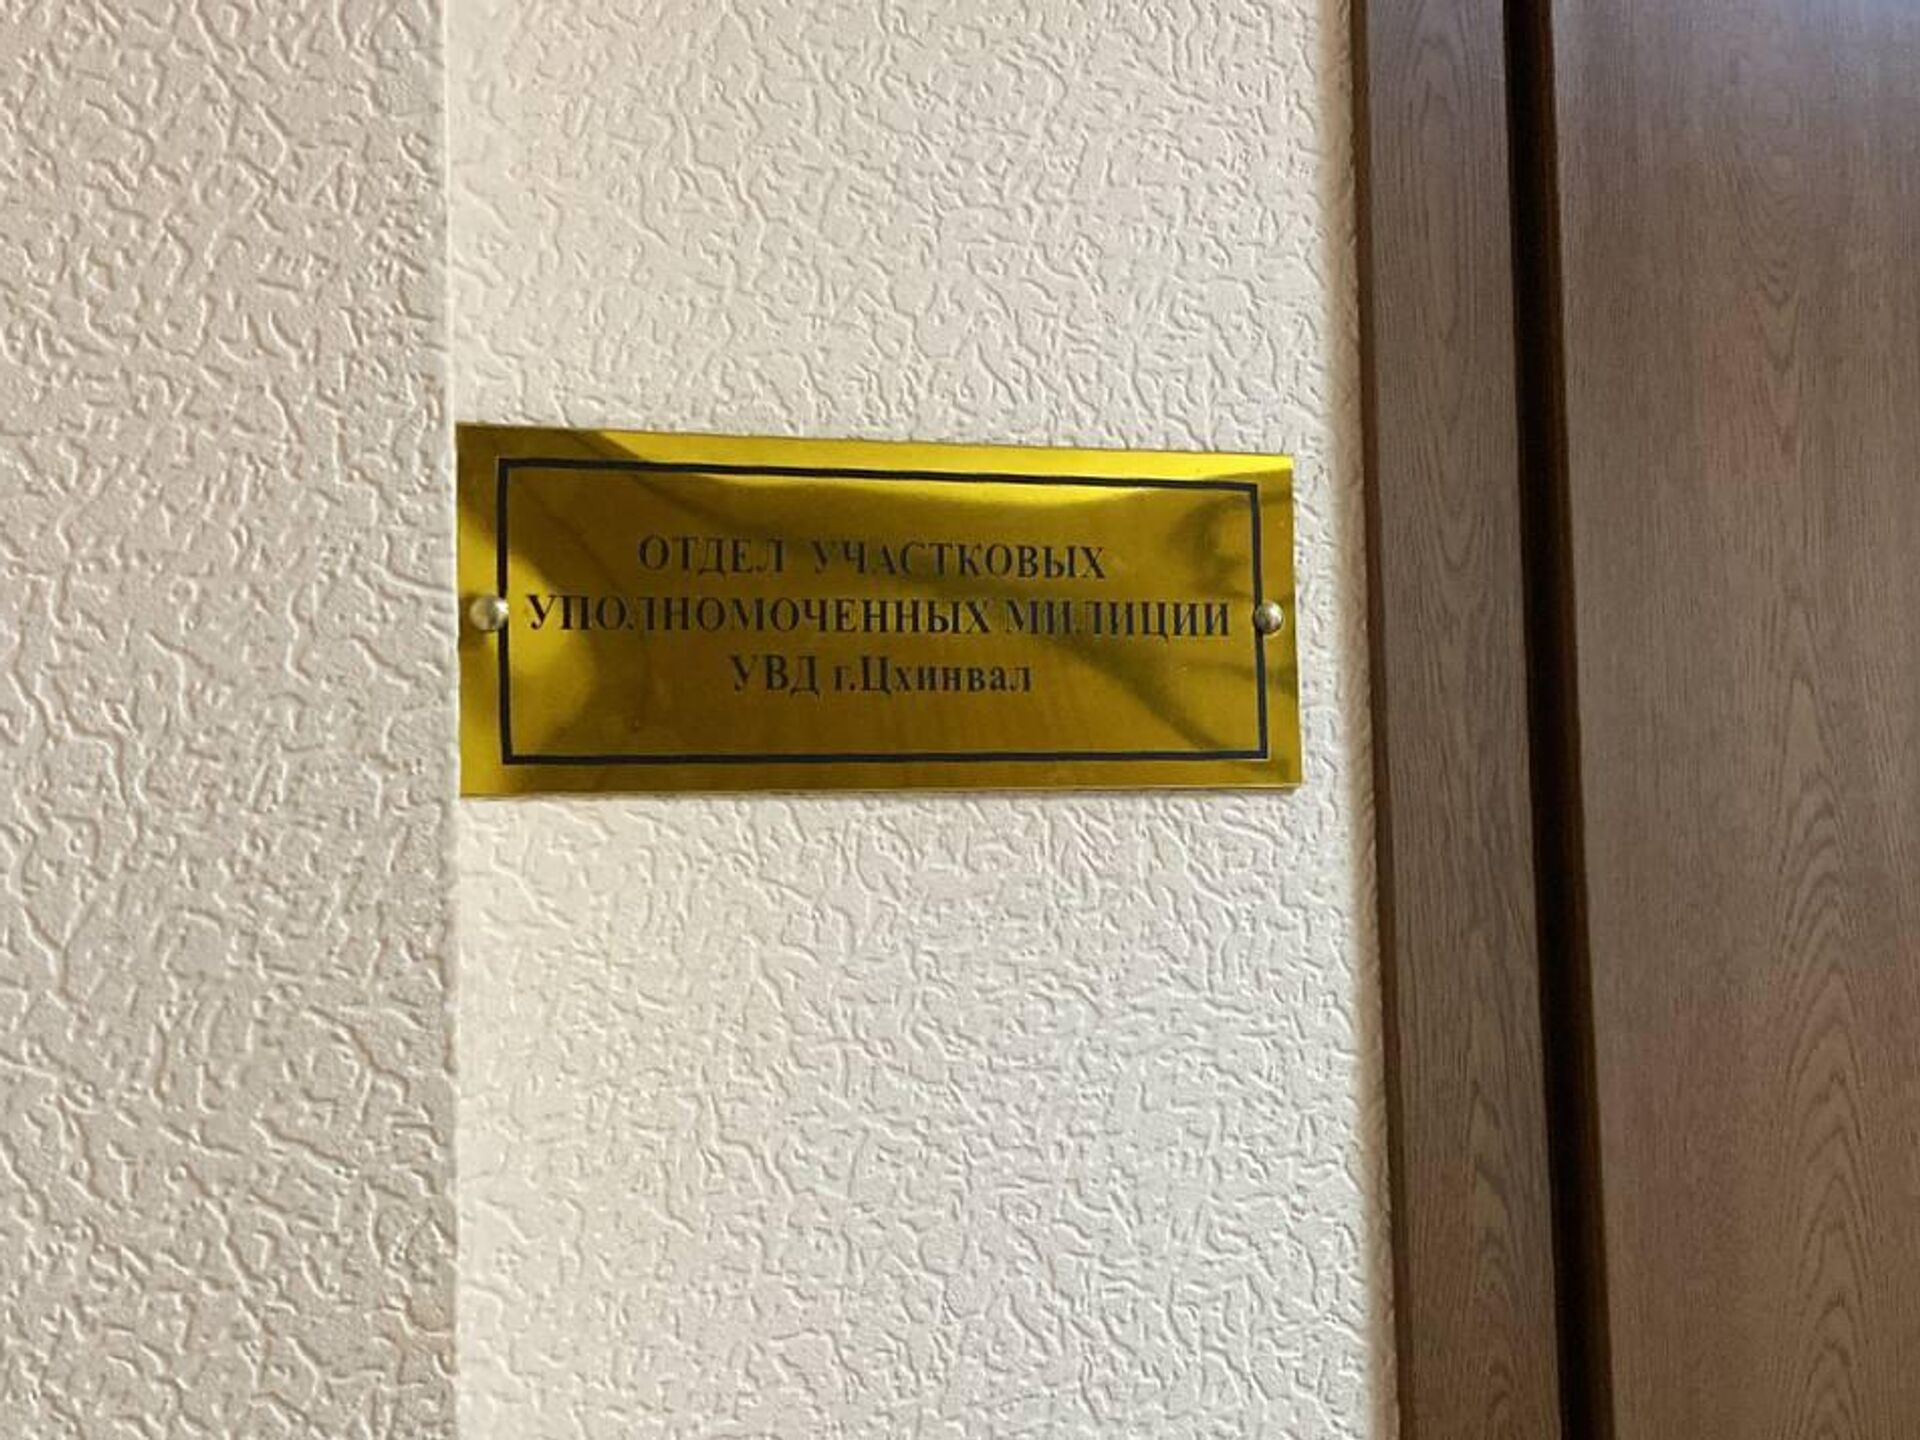 ОТДЕЛ УЧАСТКОВЫХ
УПОЛНОМОЧЕННЫХ МИЛИЦИИ
УВД г.Цхинвал